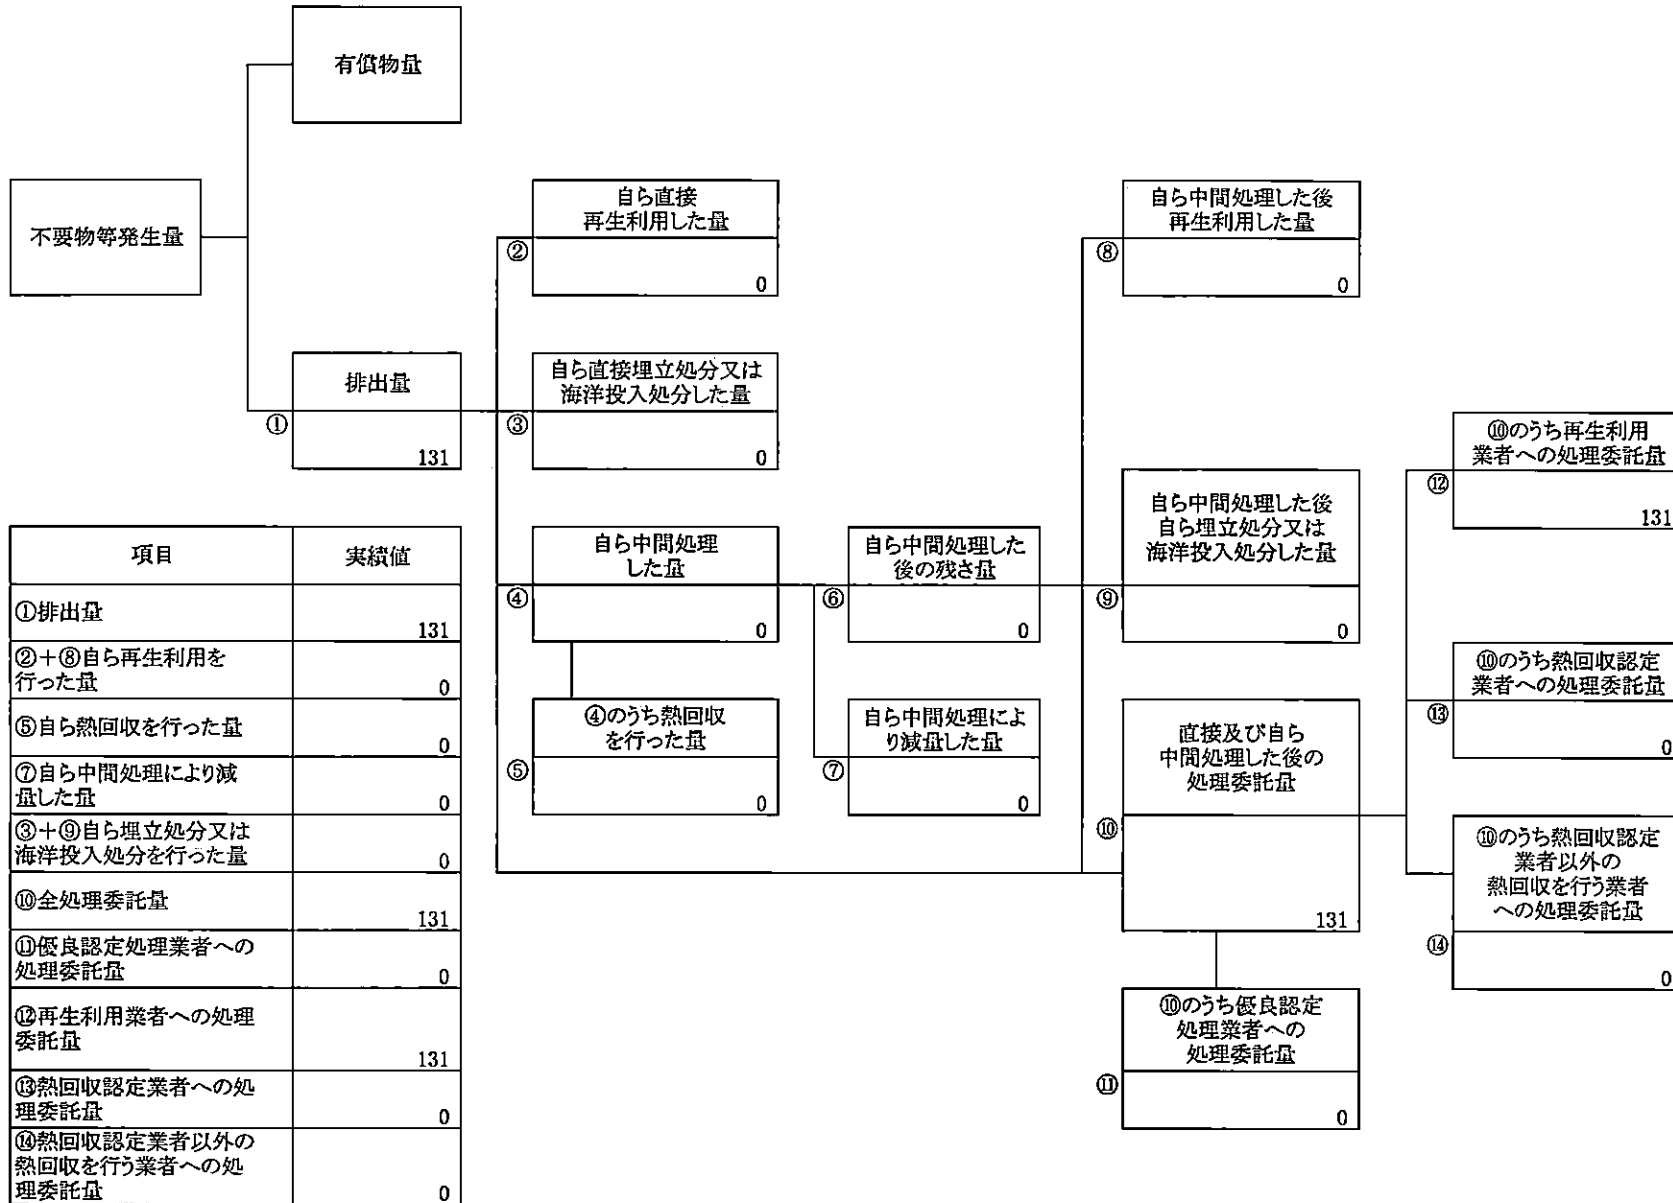 有償物量
不要物等発生量
排出量
①
131
自ら直接
再生利用した量
②
0
自ら直接埋立処分又は
海洋投入処分した量
③
0
自ら中間処理
した量
④
0
④のうち熱回収
を行った量
⑤
0
自ら中間処理した
後の残さ量
⑥
0
自ら中間処理によ
り減量した量
⑦
0
自ら中間処理した後
再生利用した量
⑧
0
自ら中間処理した後
自ら埋立処分又は
海洋投入処分した量
⑨
0
直接及び自ら
中間処理した後の
処理委託量
⑩
131
⑩のうち優良認定
処理業者への
処理委託量
⑪
0
⑩のうち再生利用
業者への処理委託量
⑫
131
⑩のうち熱回収認定
業者への処理委託量
⑬
0
⑩のうち熱回収認定
業者以外の
熱回収を行う業者
への処理委託量
⑭
0
項目 実績値
①排出量 131
②+⑧自ら再生利用を
行った量 0
⑤自ら熱回収を行った量 0
⑦自ら中間処理により減
量した量 0
③+⑨自ら埋立処分又は
海洋投入処分を行った量 0
⑩全処理委託量 131
⑪優良認定処理業者への
処理委託量 0
⑫再生利用業者への処理
委託量 131
⑬熱回収認定業者への処
理委託量 0
⑭熱回収認定業者以外の
熱回収を行う業者への処
理委託量 0